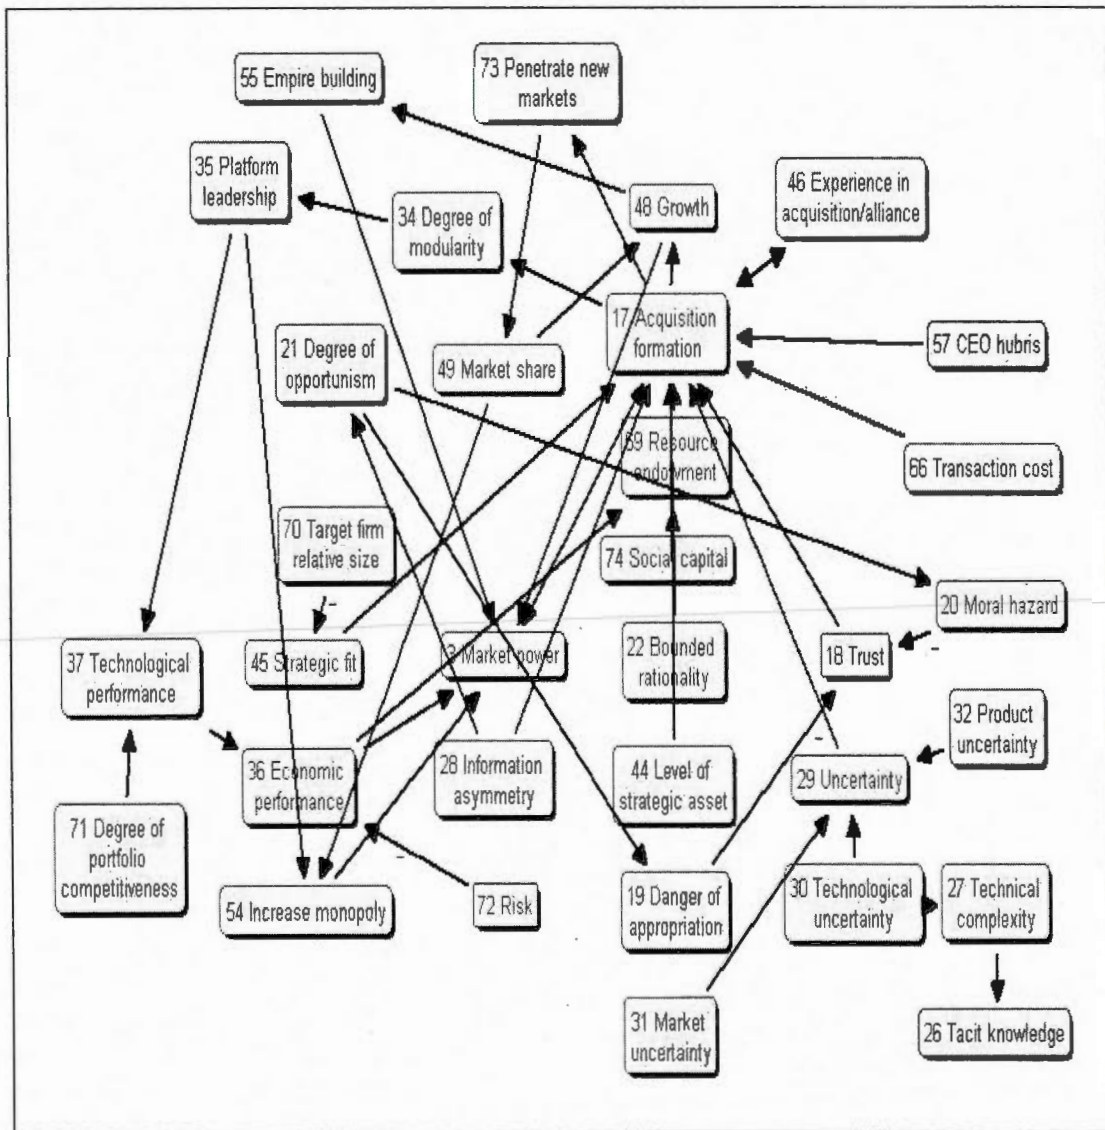 55 Empire building
73 Penetrate new
markets
35 Platform
leadership
34 Degree of
modularity
48 Growth
46 Experience in
acquisition/alliance
17 Acquisition
formation
57 CEO hubris
21 Degree of
opportunism
49 Market share
69 Resource
endowment
66 Transaction cost
70 Target firm
relative size
74 Social capital
-
20 Moral hazard
37 Technological
performance
45 Strategic fit
3 Market power
22 Bounded
rationality
18 Trust
-
32 Product
uncertainty
-
36 Economic
performance
28 Information
asymmetry
44 Level of
strategic asset
29 Uncertainty
71 Degree of
portfolio
competitiveness
-
54 Increase monopoly
72 Risk
19 Danger of
appropriation
30 Technological
uncertainty
27 Technical
complexity
31 Market
uncertainty
26 Tacit knowledge